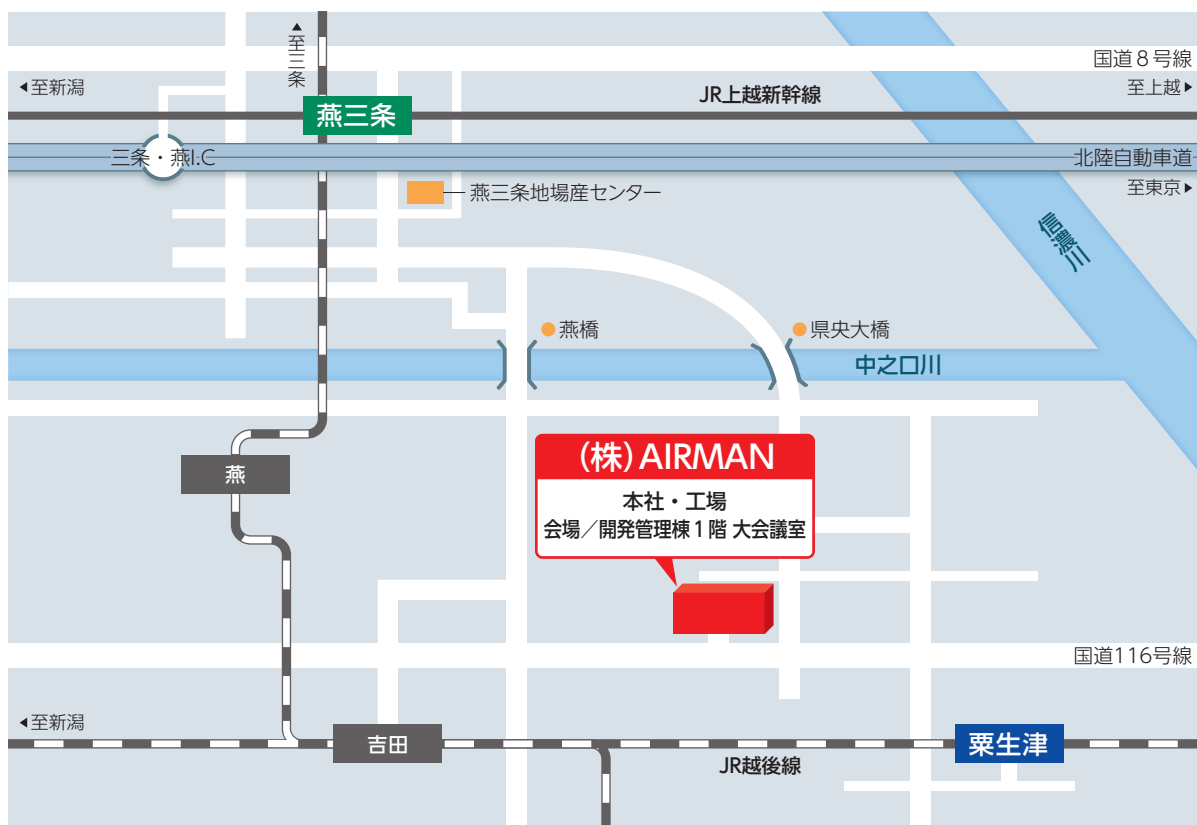 ▲至三条
国道8号線
◀至新潟
JR上越新幹線
至上越▶
燕三条
三条・燕I.C
北陸自動車道
燕三条地場産センター
至東京▶
信濃川
燕橋
県央大橋
中之口川
(株)AIRMAN
本社・工場
会場／開発管理棟1階 大会議室
燕
国道116号線
◀至新潟
吉田
粟生津
JR越後線